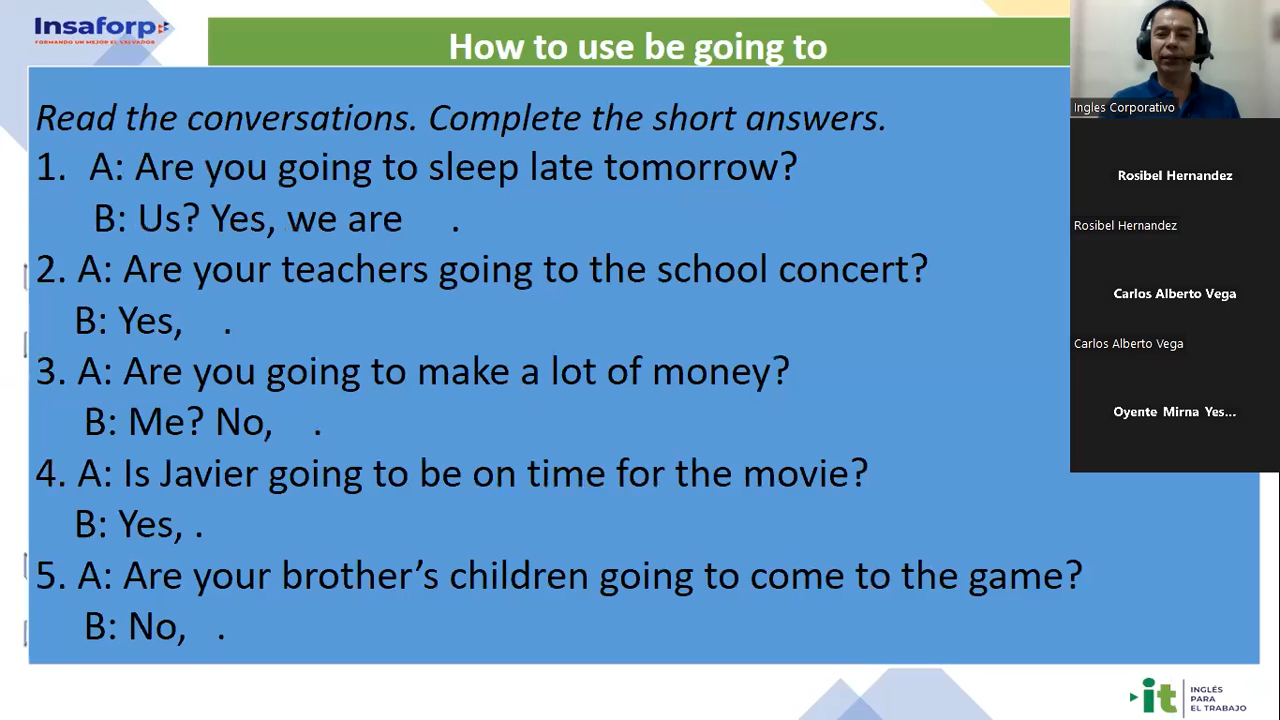 Insaforp
FORMANDO UN MEJOR EL SALVADOR
How to use be going to
Read the conversations. Complete the short answers.
1. A: Are you going to sleep late tomorrow?
B: Us? Yes, we are .
2. A: Are your teachers going to the school concert?
B: Yes, .
3. A: Are you going to make a lot of money?
B: Me? No, .
4. A: Is Javier going to be on time for the movie?
B: Yes, .
5. A: Are your brother’s children going to come to the game?
B: No, .
Ingles Corporativo
Rosibel Hernandez
Rosibel Hernandez
Carlos Alberto Vega
Carlos Alberto Vega
Oyente Mirna Yes...
it
INGLÉS
PARA
EL TRABAJO